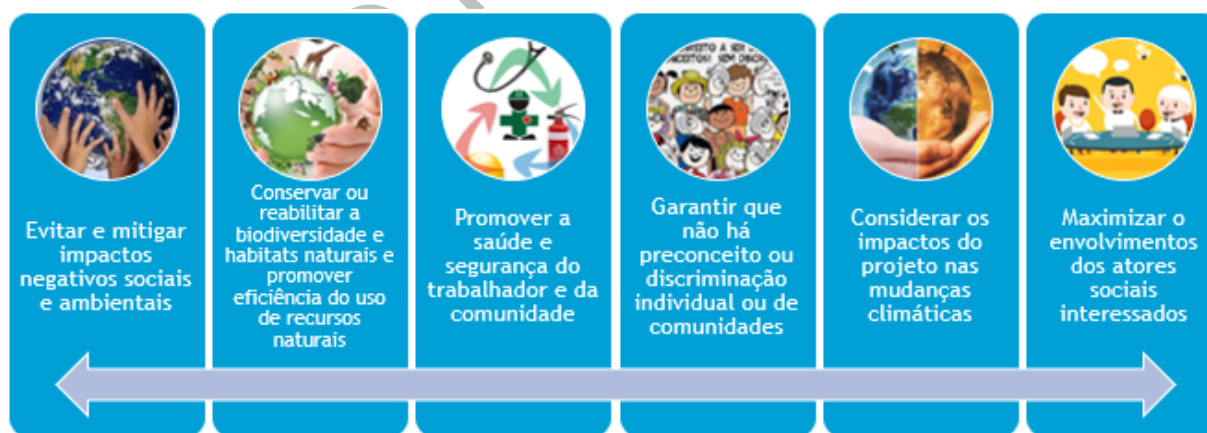 Evitar e mitigar
impactos
negativos sociais
e ambientais
Conservar ou
reabilitar a
biodiversidade e
habitats naturais e
promover
eficiência do uso
de recursos
naturais
Promover a
saúde e
segurança do
trabalhador e da
comunidade
Garantir que
não há
preconceito ou
discriminação
individual ou de
comunidades
Considerar os
impactos do
projeto nas
mudanças
climáticas
Maximizar o
envolvimentos
dos atores
sociais
interessados